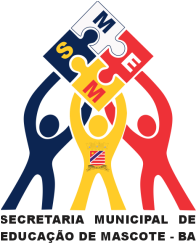 S M E M
SECRETARIA MUNICIPAL DE
EDUCAÇÃO DE MASCOTE - BA